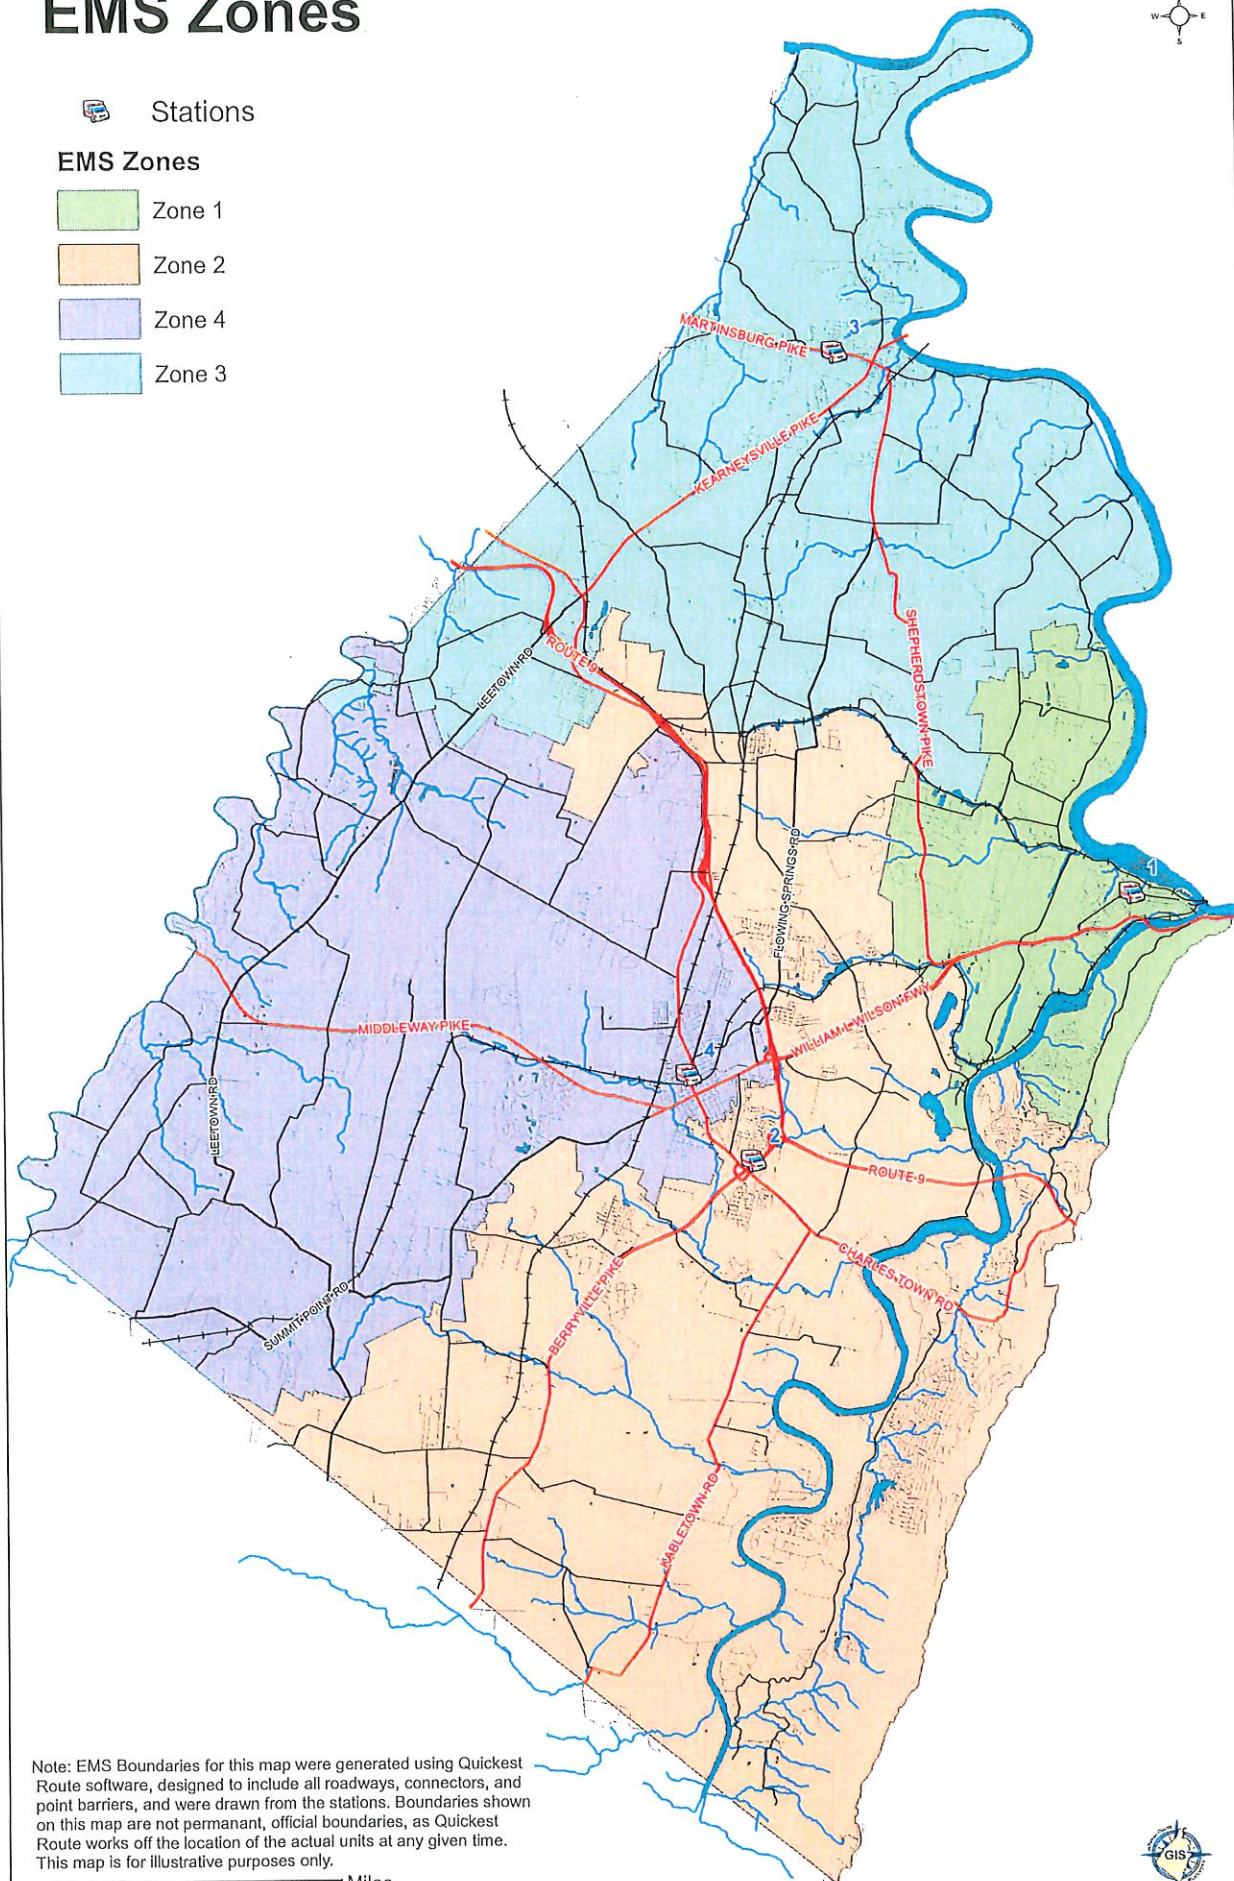 EMS Zones
W E
S
Stations
EMS Zones
Zone 1
Zone 2
Zone 4
Zone 3
3
MARTINSBURG PIKE
KEARNEYSVILLE PIKE
SHEPHERDSTOWN PIKE
ROUTE 9
LEETOWN RD
FLOWING SPRINGS RD
1
WILLIAM L WILSON FWY
MIDDLEWAY PIKE
4
LEETOWN RD
2
ROUTE 9
CHARLES TOWN RD
BERRYVILLE PIKE
SUMMIT POINT RD
KABLETOWN RD
Note: EMS Boundaries for this map were generated using Quickest
Route software, designed to include all roadways, connectors, and
point barriers, and were drawn from the stations. Boundaries shown
on this map are not permanant, official boundaries, as Quickest
Route works off the location of the actual units at any given time.
This map is for illustrative purposes only.
Miles
GIS